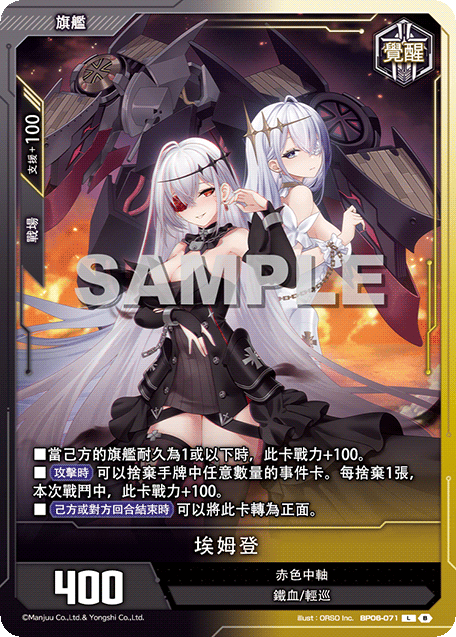 旗艦
覺醒
支援+100
戰場
SAMPLE
■當己方的旗艦耐久為1或以下時，此卡戰力+100。
■攻擊時 可以捨棄手牌中任意數量的事件卡。每捨棄1張，
本次戰鬥中，此卡戰力+100。
■己方或對方回合結束時 可以將此卡轉為正面。
埃姆登
400
赤色中軸
鐵血/輕巡
©Manjuu Co.,Ltd.& Yongshi Co.,Ltd.
illust：ORSO Inc. BP06-071 L B